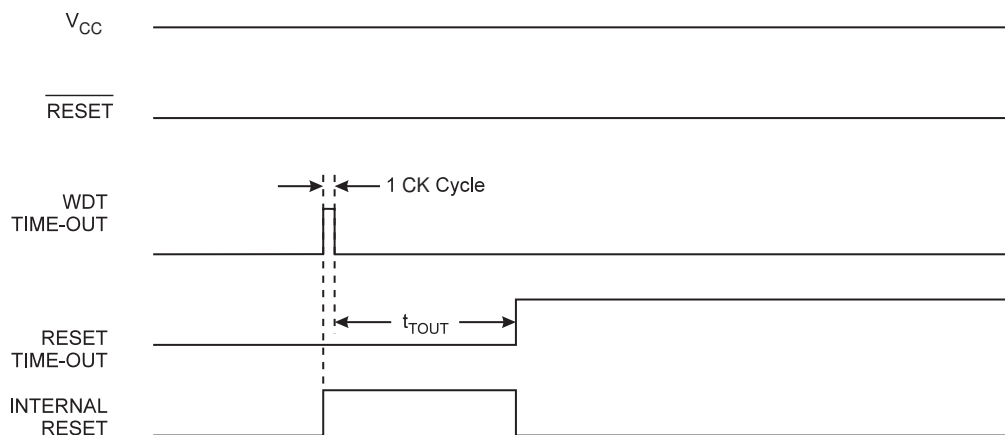 VCC
RESET
1 CK Cycle
WDT
TIME-OUT
tTOUT
RESET
TIME-OUT
INTERNAL
RESET